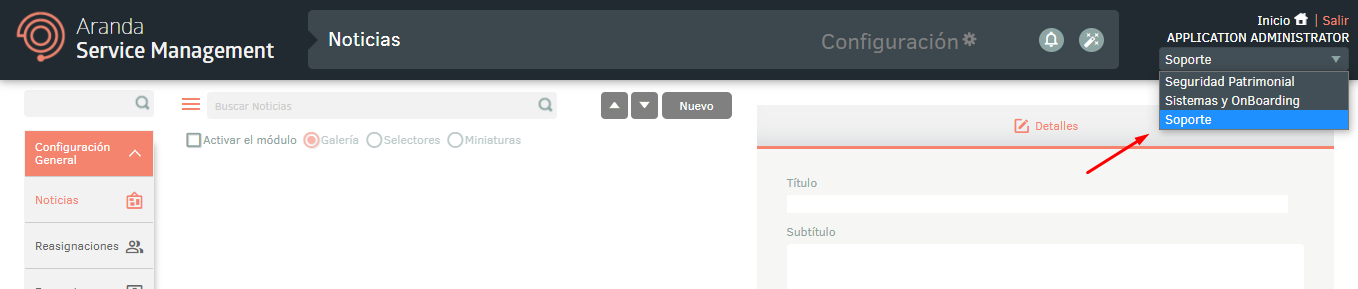 Aranda
Service Management
Noticias
Configuración
Inicio | Salir
APPLICATION ADMINISTRATOR
Soporte
Seguridad Patrimonial
Sistemas y OnBoarding
Soporte
Buscar Noticias
Nuevo
Activar el módulo Galería Selectores Miniaturas
Configuración
General
Noticias
Reasignaciones
Detalles
Título
Subtítulo